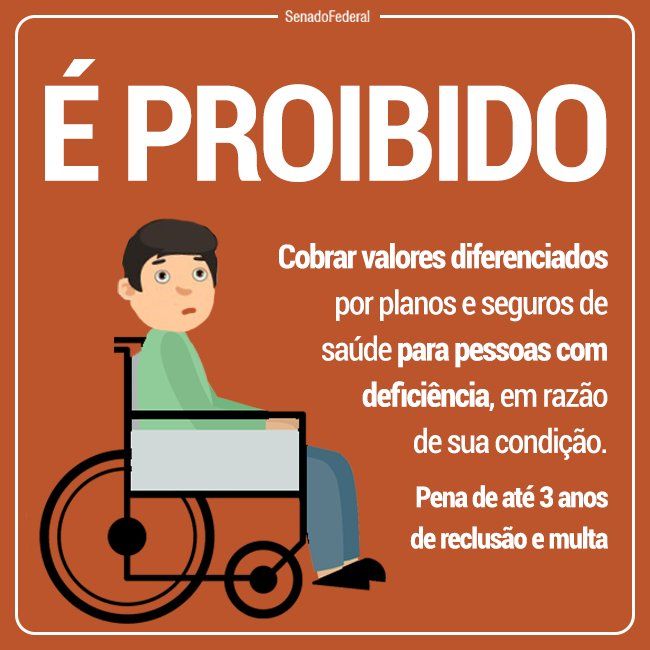 SenadoFederal
É PROIBIDO
Cobrar valores diferenciados
por planos e seguros de
saúde para pessoas com
deficiência, em razão
de sua condição.
Pena de até 3 anos
de reclusão e multa